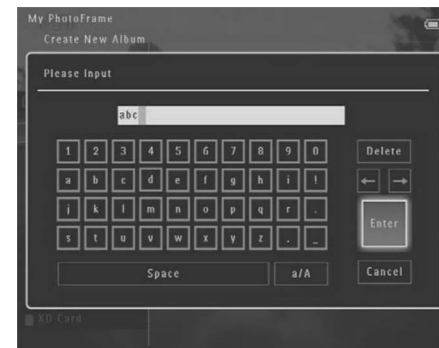 My PhotoFrame
Create New Album
Please Input
abc
1 2 3 4 5 6 7 8 9 0 Delete
a b c d e f g h i ! ← →
j k l m n o p q r . Enter
s t u v w x y z . _
Space a/A Cancel
XD Card